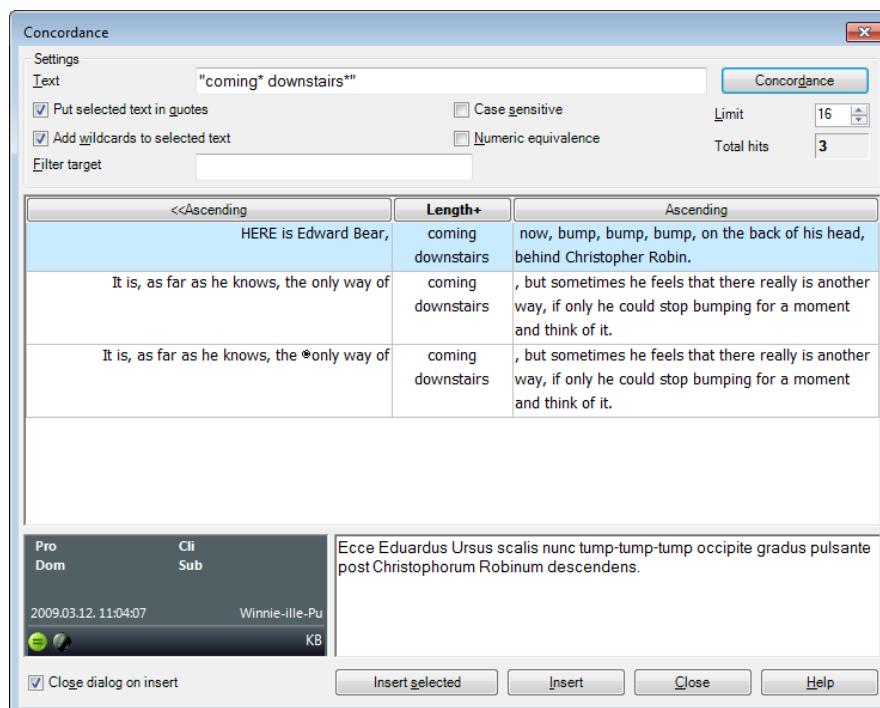 Concordance
Settings
Text "coming* downstairs*" Concordance
Put selected text in quotes Case sensitive Limit 16
Add wildcards to selected text Numeric equivalence Total hits 3
Filter target
<<Ascending Length+ Ascending
HERE is Edward Bear, coming now, bump, bump, bump, on the back of his head,
downstairs behind Christopher Robin.
It is, as far as he knows, the only way of coming , but sometimes he feels that there really is another
downstairs way, if only he could stop bumping for a moment
and think of it.
It is, as far as he knows, the only way of coming , but sometimes he feels that there really is another
downstairs way, if only he could stop bumping for a moment
and think of it.
Pro Cli Ecce Eduardus Ursus scalis nunc tump-tump-tump occipite gradus pulsante
Dom Sub post Christophorum Robinum descendens.
2009.03.12. 11:04:07 Winnie-ille-Pu
KB
Close dialog on insert Insert selected Insert Close Help